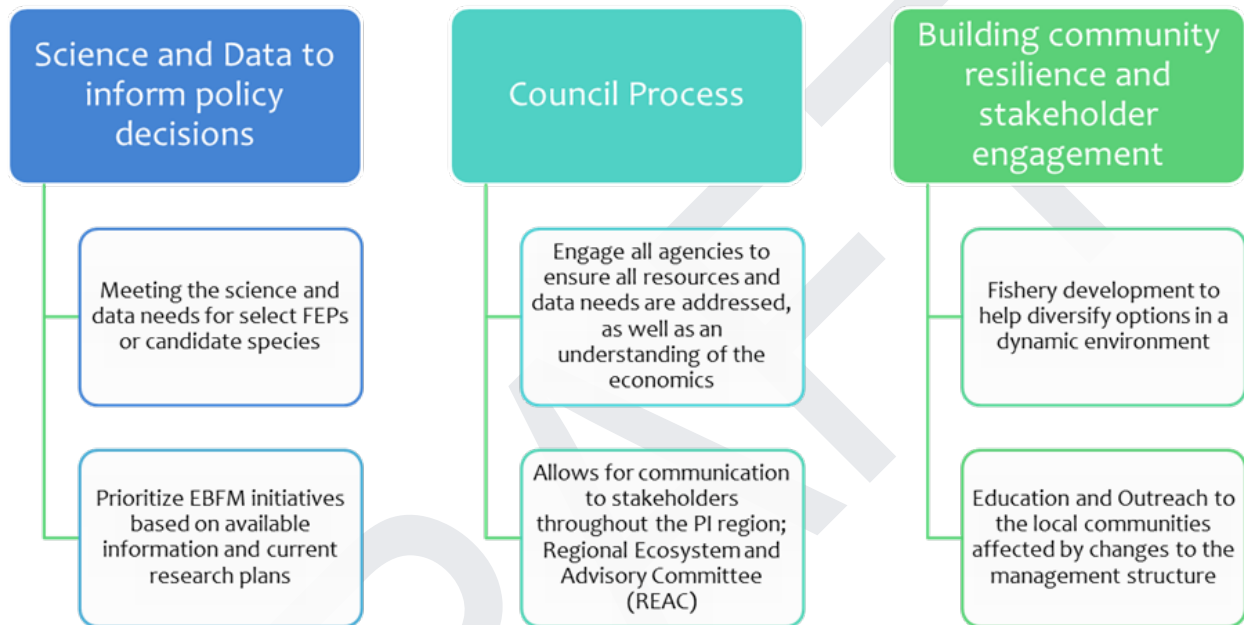 Science and Data to
inform policy
decisions
Meeting the science and
data needs for select FEPs
or candidate species
Prioritize EBFM initiatives
based on available
information and current
research plans
Council Process
Engage all agencies to
ensure all resources and
data needs are addressed,
as well as an
understanding of the
economics
Allows for communication
to stakeholders
throughout the PI region;
Regional Ecosystem and
Advisory Committee
(REAC)
Building community
resilience and
stakeholder
engagement
Fishery development to
help diversify options in a
dynamic environment
Education and Outreach to
the local communities
affected by changes to the
management structure